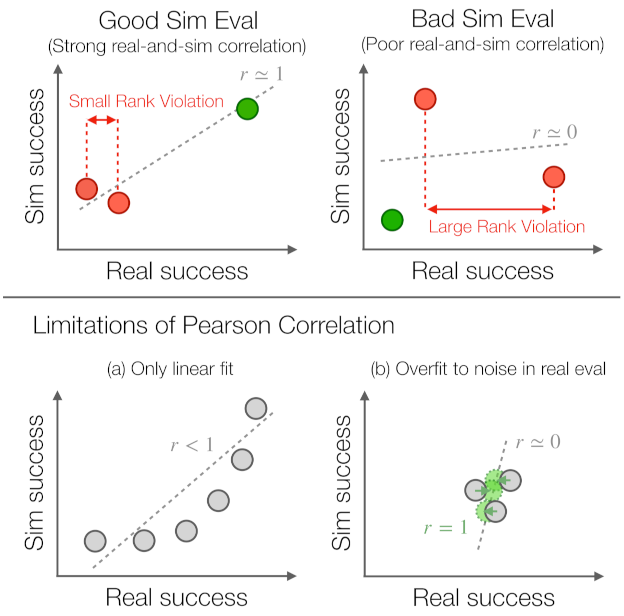 Good Sim Eval
(Strong real-and-sim correlation)
r ≃ 1
Small Rank Violation
Sim success
Real success
Bad Sim Eval
(Poor real-and-sim correlation)
r ≃ 0
Large Rank Violation
Sim success
Real success
Limitations of Pearson Correlation
(a) Only linear fit
r < 1
Sim success
Real success
(b) Overfit to noise in real eval
r ≃ 0
r = 1
Sim success
Real success